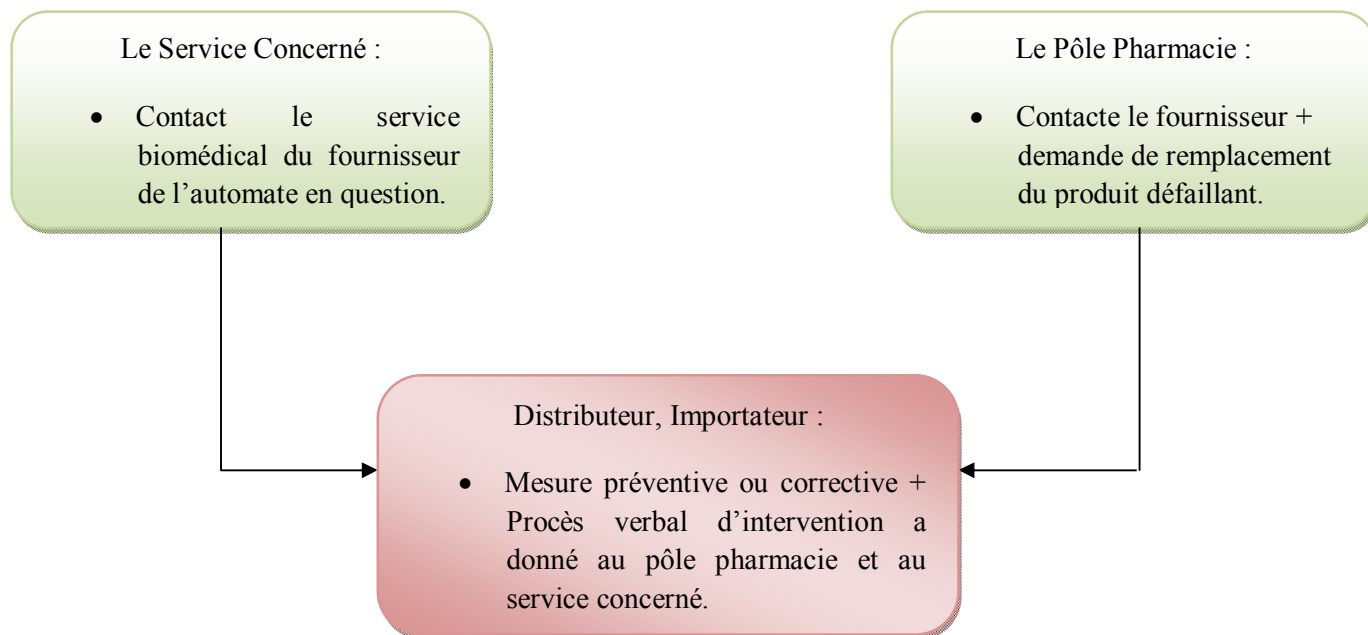 Le Service Concerné :
• Contact le service
biomédical du fournisseur
de l'automate en question.
Le Pôle Pharmacie :
• Contacte le fournisseur +
demande de remplacement
du produit défaillant.
Distributeur, Importateur :
• Mesure préventive ou corrective +
Procès verbal d'intervention a
donné au pôle pharmacie et au
service concerné.